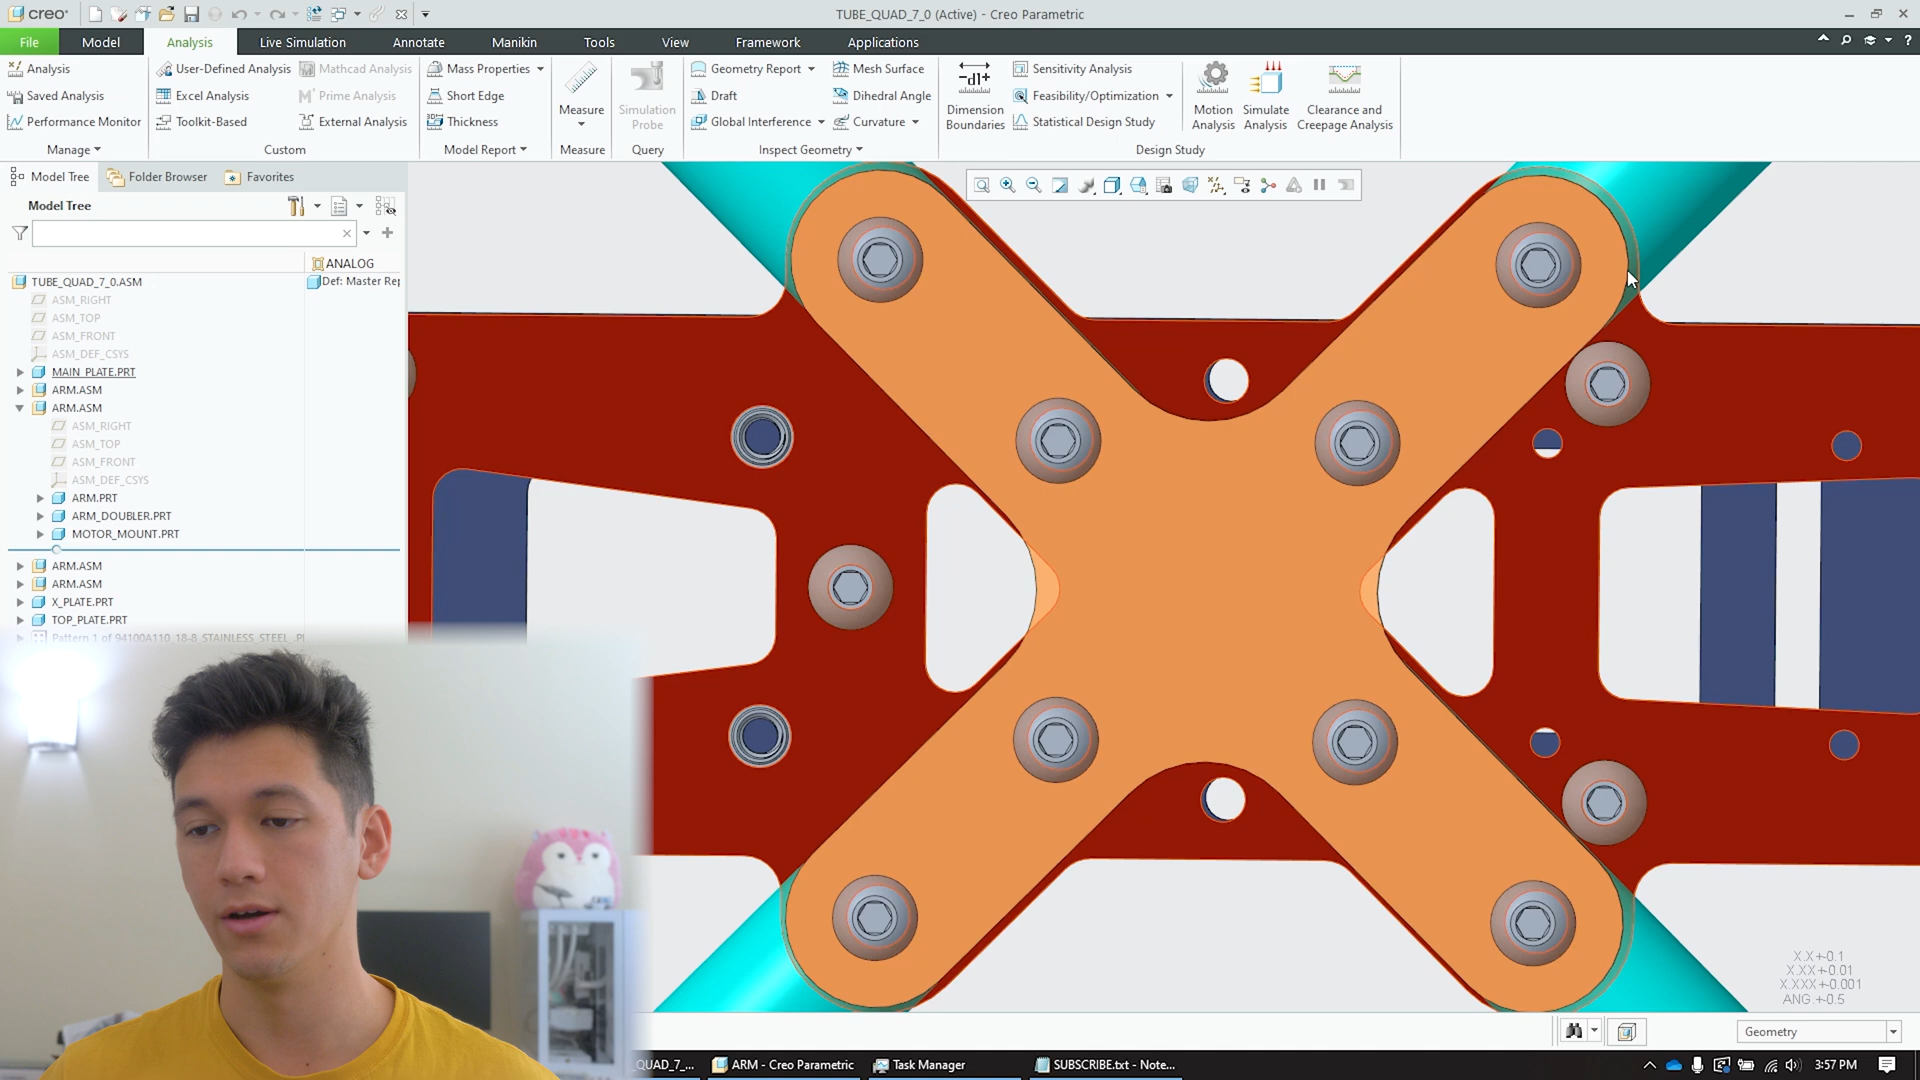 creo
TUBE_QUAD_7_0 (Active) - Creo Parametric
File Model Analysis Live Simulation Annotate Manikin Tools View Framework Applications
Analysis
Saved Analysis
Performance Monitor
Manage
User-Defined Analysis
Excel Analysis
Toolkit-Based
Mathcad Analysis
Prime Analysis
External Analysis
Custom
Mass Properties
Short Edge
Thickness
Model Report
Measure
Measure
Simulation
Probe
Query
Geometry Report
Draft
Global Interference
Mesh Surface
Dihedral Angle
Curvature
Inspect Geometry
Dimension
Boundaries
Sensitivity Analysis
Feasibility/Optimization
Statistical Design Study
Motion
Analysis
Simulate
Analysis
Clearance and
Creepage Analysis
Design Study
Model Tree Folder Browser Favorites
Model Tree
ANALOG
TUBE_QUAD_7_0.ASM Def: Master Rep
ASM_RIGHT
ASM_TOP
ASM_FRONT
ASM_DEF_CSYS
MAIN_PLATE.PRT
ARM.ASM
ARM.ASM
ASM_RIGHT
ASM_TOP
ASM_FRONT
ASM_DEF_CSYS
ARM.PRT
ARM_DOUBLER.PRT
MOTOR_MOUNT.PRT
ARM.ASM
ARM.ASM
X_PLATE.PRT
TOP_PLATE.PRT
Pattern 1 of 94100A110_18-8_STAINLESS_STEEL_.PI
X.X+-0.1
X.XX+-0.01
X.XXX+-0.001
ANG.+-0.5
Geometry
_QUAD_7_... ARM - Creo Parametric Task Manager SUBSCRIBE.txt - Note... 3:57 PM